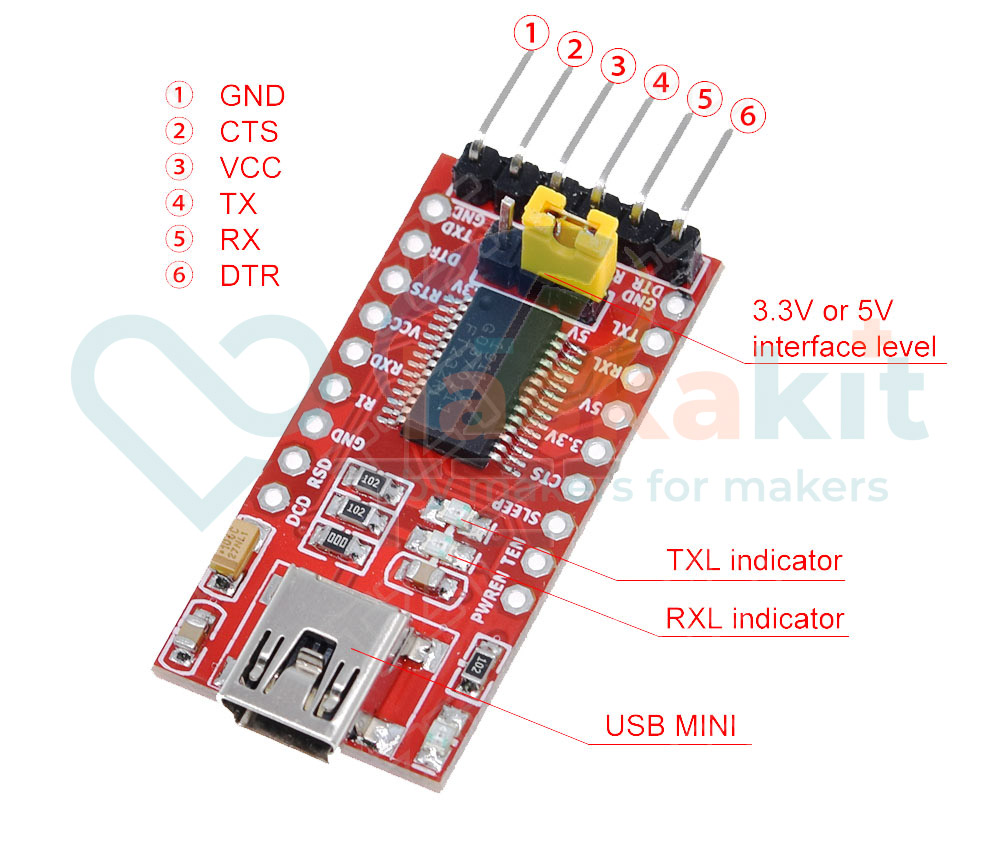 1
2
3
4
5
6
1 GND
2 CTS
3 VCC
4 TX
5 RX
6 DTR
3.3V or 5V
interface level
TXL indicator
RXL indicator
USB MINI
GND
TXD
DTR
RTS
VCC
RXD
RI
GND
RSD
DCD
DTR
GND
TXL
RXL
5V
3.3V
CTS
SLEEP
TEN
PWREN
5V
102
102
000
102
kit
makers for makers